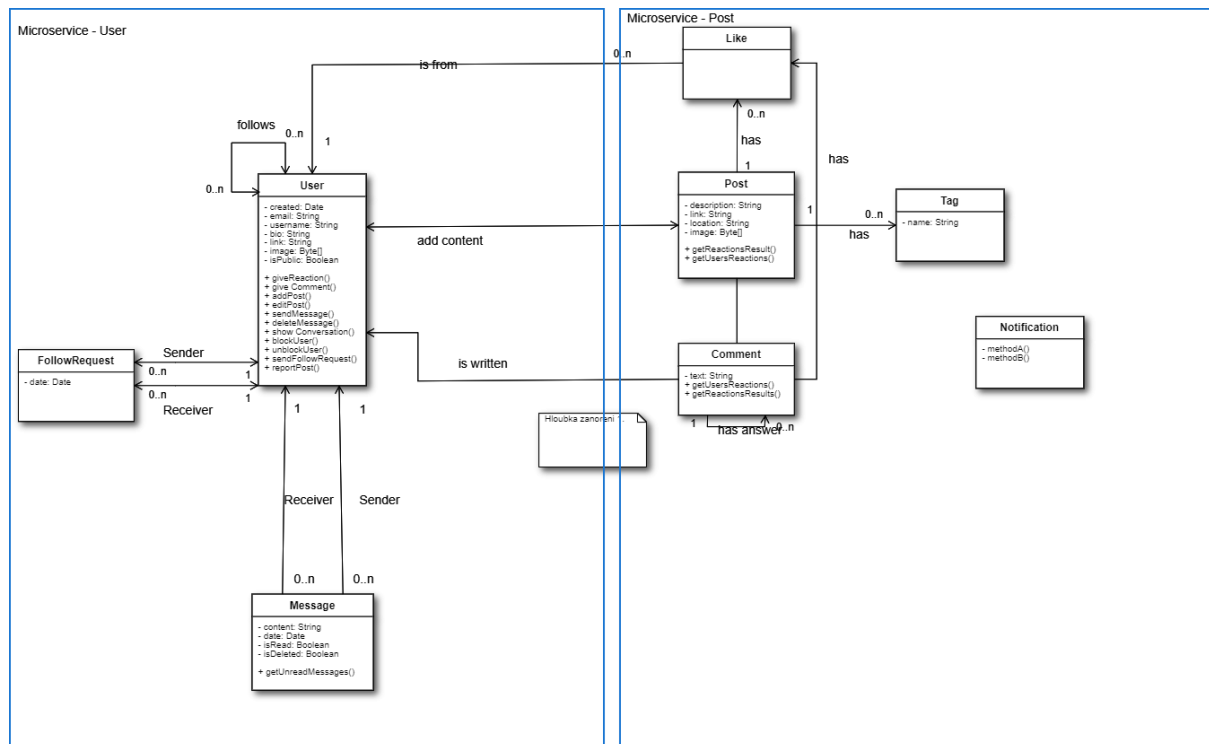 Microservice - User
Microservice - Post
Like
0..n
is from
follows
0..n
1
0..n
has
has
0..n
1
User
- created: Date
- email: String
- username: String
- bio: String
- link: String
- image: Byte[]
- isPublic: Boolean
+ giveReaction()
+ give Comment()
+ addPost()
+ editPost()
+ sendMessage()
+ deleteMessage()
+ show Conversation()
+ blockUser()
+ unblockUser()
+ sendFollowRequest()
+ reportPost()
add content
Post
- description: String
- link: String
- location: String
- image: Byte[]
+ getReactionsResult()
+ getUsersReactions()
1
0..n
has
Tag
- name: String
Notification
- methodA()
- methodB()
FollowRequest
- date: Date
Sender
0..n
1
0..n
1
Receiver
is written
Comment
- text: String
+ getUsersReactions()
+ getReactionsResults()
1
0..n
has answer
Hloubka zanoreni 1.
1
1
Receiver
Sender
0..n
0..n
Message
- content: String
- date: Date
- isRead: Boolean
- isDeleted: Boolean
+ getUnreadMessages()